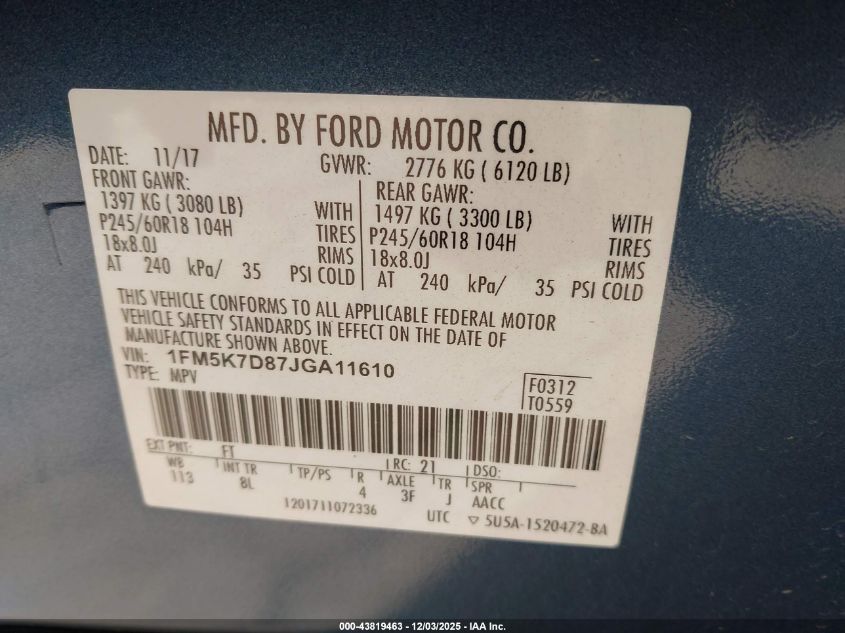 MFD. BY FORD MOTOR CO.
DATE: 11/17 GVWR: 2776 KG ( 6120 LB)
FRONT GAWR: REAR GAWR:
1397 KG ( 3080 LB) WITH 1497 KG ( 3300 LB) WITH
P245/60R18 104H TIRES P245/60R18 104H TIRES
18x8.0J RIMS 18x8.0J RIMS
AT 240 kPa/ 35 PSI COLD AT 240 kPa/ 35 PSI COLD
THIS VEHICLE CONFORMS TO ALL APPLICABLE FEDERAL MOTOR
VEHICLE SAFETY STANDARDS IN EFFECT ON THE DATE OF
MANUFACTURE SHOWN ABOVE.
VIN: 1FM5K7D87JGA11610
TYPE: MPV
F0312
T0559
EXT PNT: FT RC: 21 DSO:
WB INT TR TP/PS R AXLE TR SPR
113 8L 4 3F J AACC
1201711072336 UTC ▽ 5U5A-1520472-BA
000-43819463 - 12/03/2025 - IAA Inc.